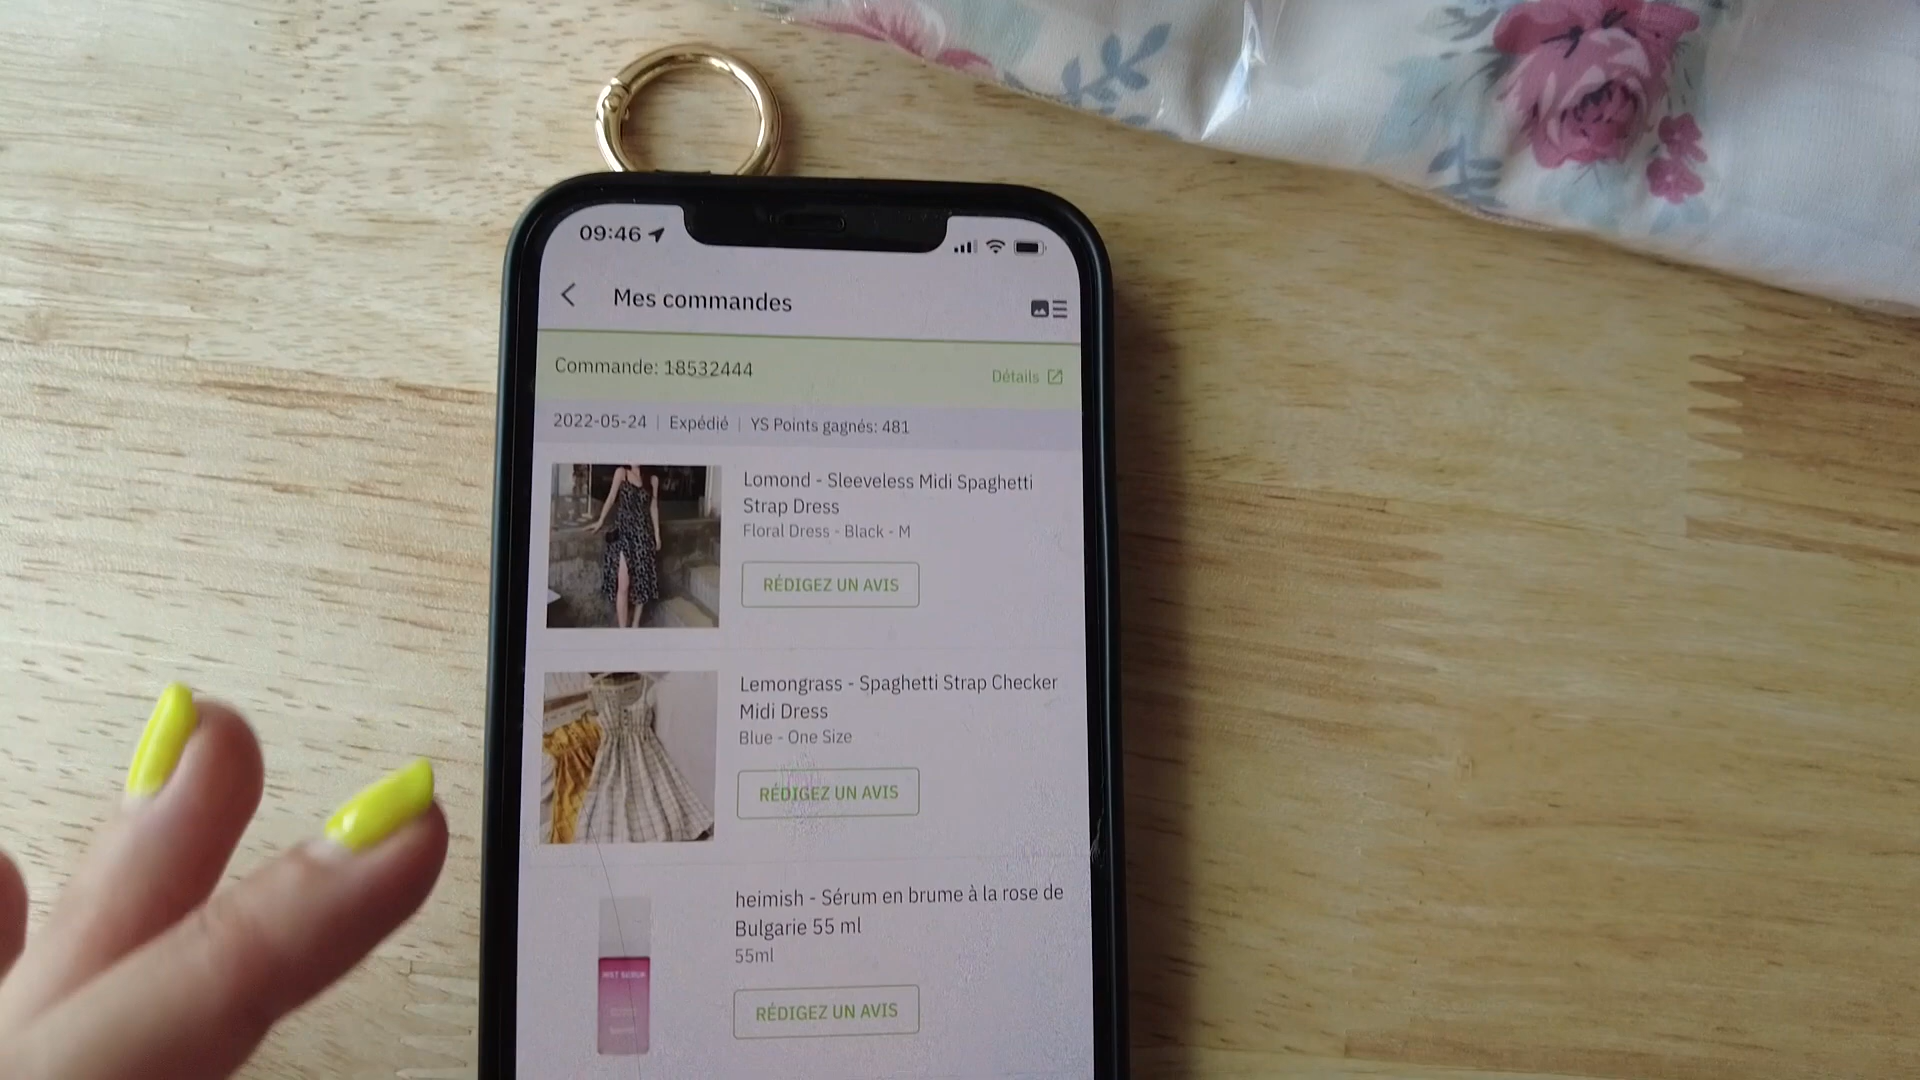 09:46
Mes commandes
Commande: 18532444
Détails
2022-05-24 | Expédié | YS Points gagnés: 481
Lomond - Sleeveless Midi Spaghetti
Strap Dress
Floral Dress - Black - M
RÉDIGEZ UN AVIS
Lemongrass - Spaghetti Strap Checker
Midi Dress
Blue - One Size
RÉDIGEZ UN AVIS
heimish - Sérum en brume à la rose de
Bulgarie 55 ml
55ml
MIST SERUM
RÉDIGEZ UN AVIS